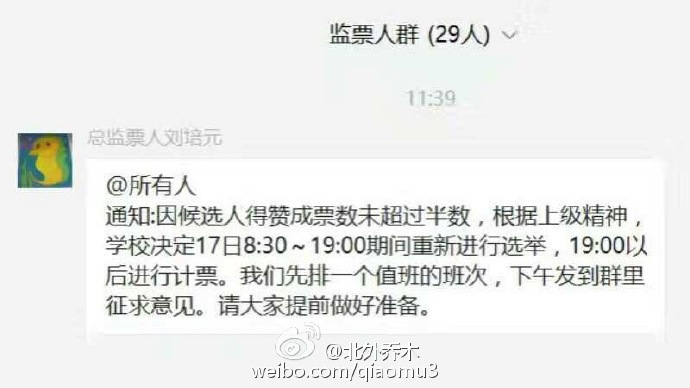 监票人群 (29人)
11:39
总监票人刘培元
@所有人
通知:因候选人得赞成票数未超过半数，根据上级精神，
学校决定17日8:30～19:00期间重新进行选举，19:00以
后进行计票。我们先排一个值班的班次，下午发到群里
征求意见。请大家提前做好准备。
@北外乔木
weibo.com/qiaomu3